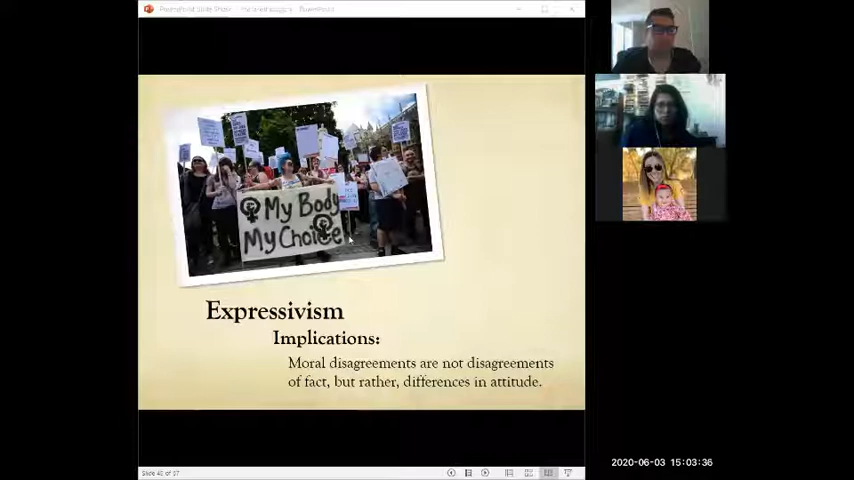 My Body
My Choice
Expressivism
Implications:
Moral disagreements are not disagreements
of fact, but rather, differences in attitude.
2020-06-03 15:03:36